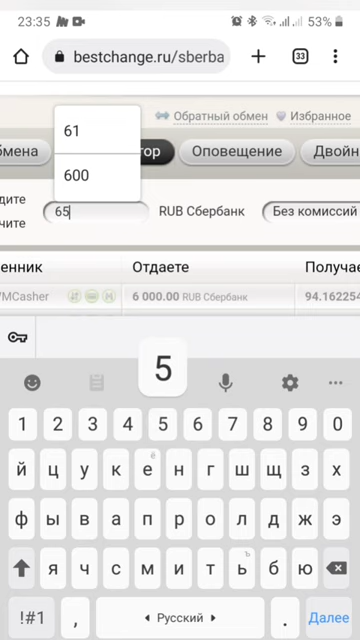 23:35 53%
33
bestchange.ru/sberba
Обратный обмен Избранное
61
600
бмена тор Оповещение Двойн
дите
чите
65 RUB Сбербанк Без комиссий
енник Отдаете Получае
WMCasher 6 000.00 RUB Сбербанк 94.162254
5
1 2 3 4 5 6 7 8 9 0
й ц у к е н г ш щ з х
ё
ф ы в а п р о л д ж э
я ч с м и т ь б ю
ъ
!#1 , Русский . Далее